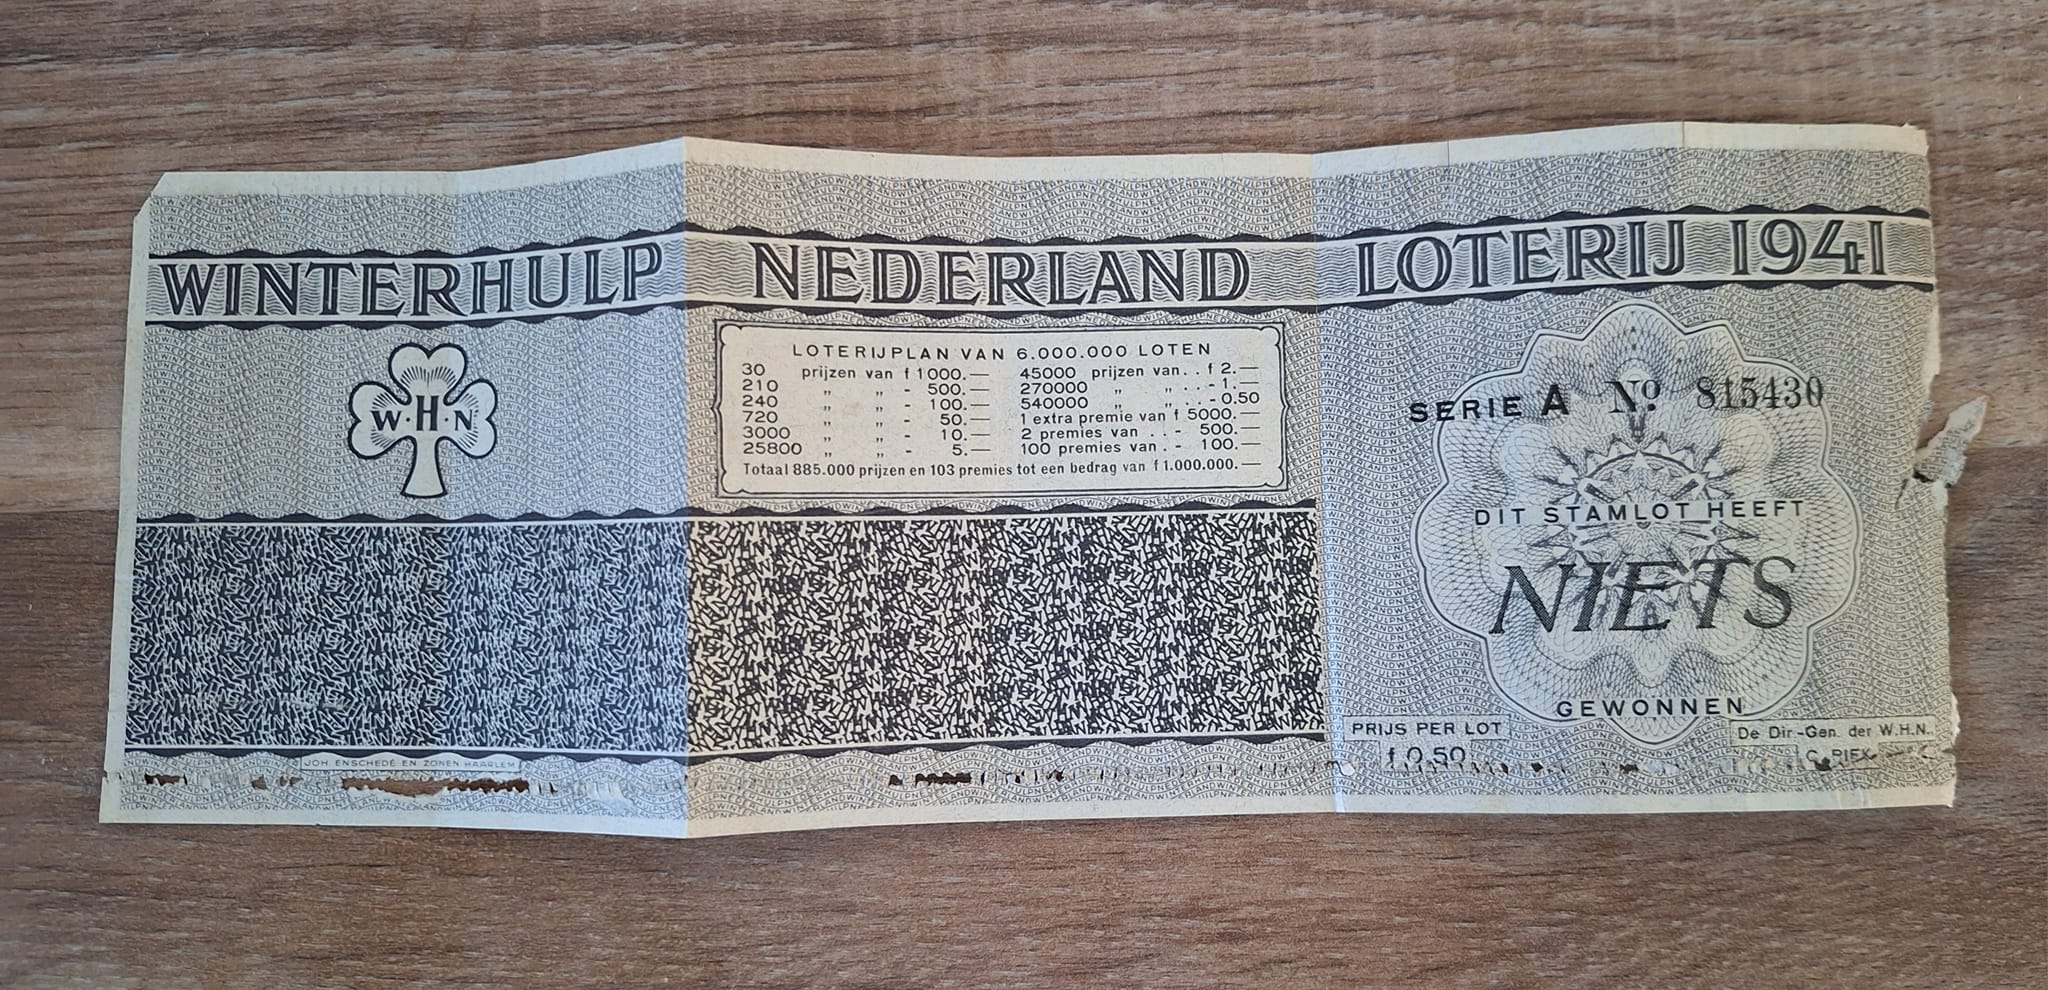 WINTERHULP NEDERLAND LOTERIJ 1941
W·H·N
LOTERIJPLAN VAN 6.000.000 LOTEN
30 prijzen van f 1000.—
210 „ „ - 500.—
240 „ „ - 100.—
720 „ „ - 50.—
3000 „ „ - 10.—
25800 „ „ - 5.—
45000 prijzen van . . f 2.—
270000 „ „ . . - 1.—
540000 „ „ . . - 0.50
1 extra premie van f 5000.—
2 premies van . . - 500.—
100 premies van . - 100.—
Totaal 885.000 prijzen en 103 premies tot een bedrag van f 1.000.000.—
SERIE A No. 815430
DIT STAMLOT HEEFT
NIETS
GEWONNEN
PRIJS PER LOT
f 0.50
De Dir.-Gen. der W.H.N.
JOH. ENSCHEDÉ EN ZONEN HAARLEM